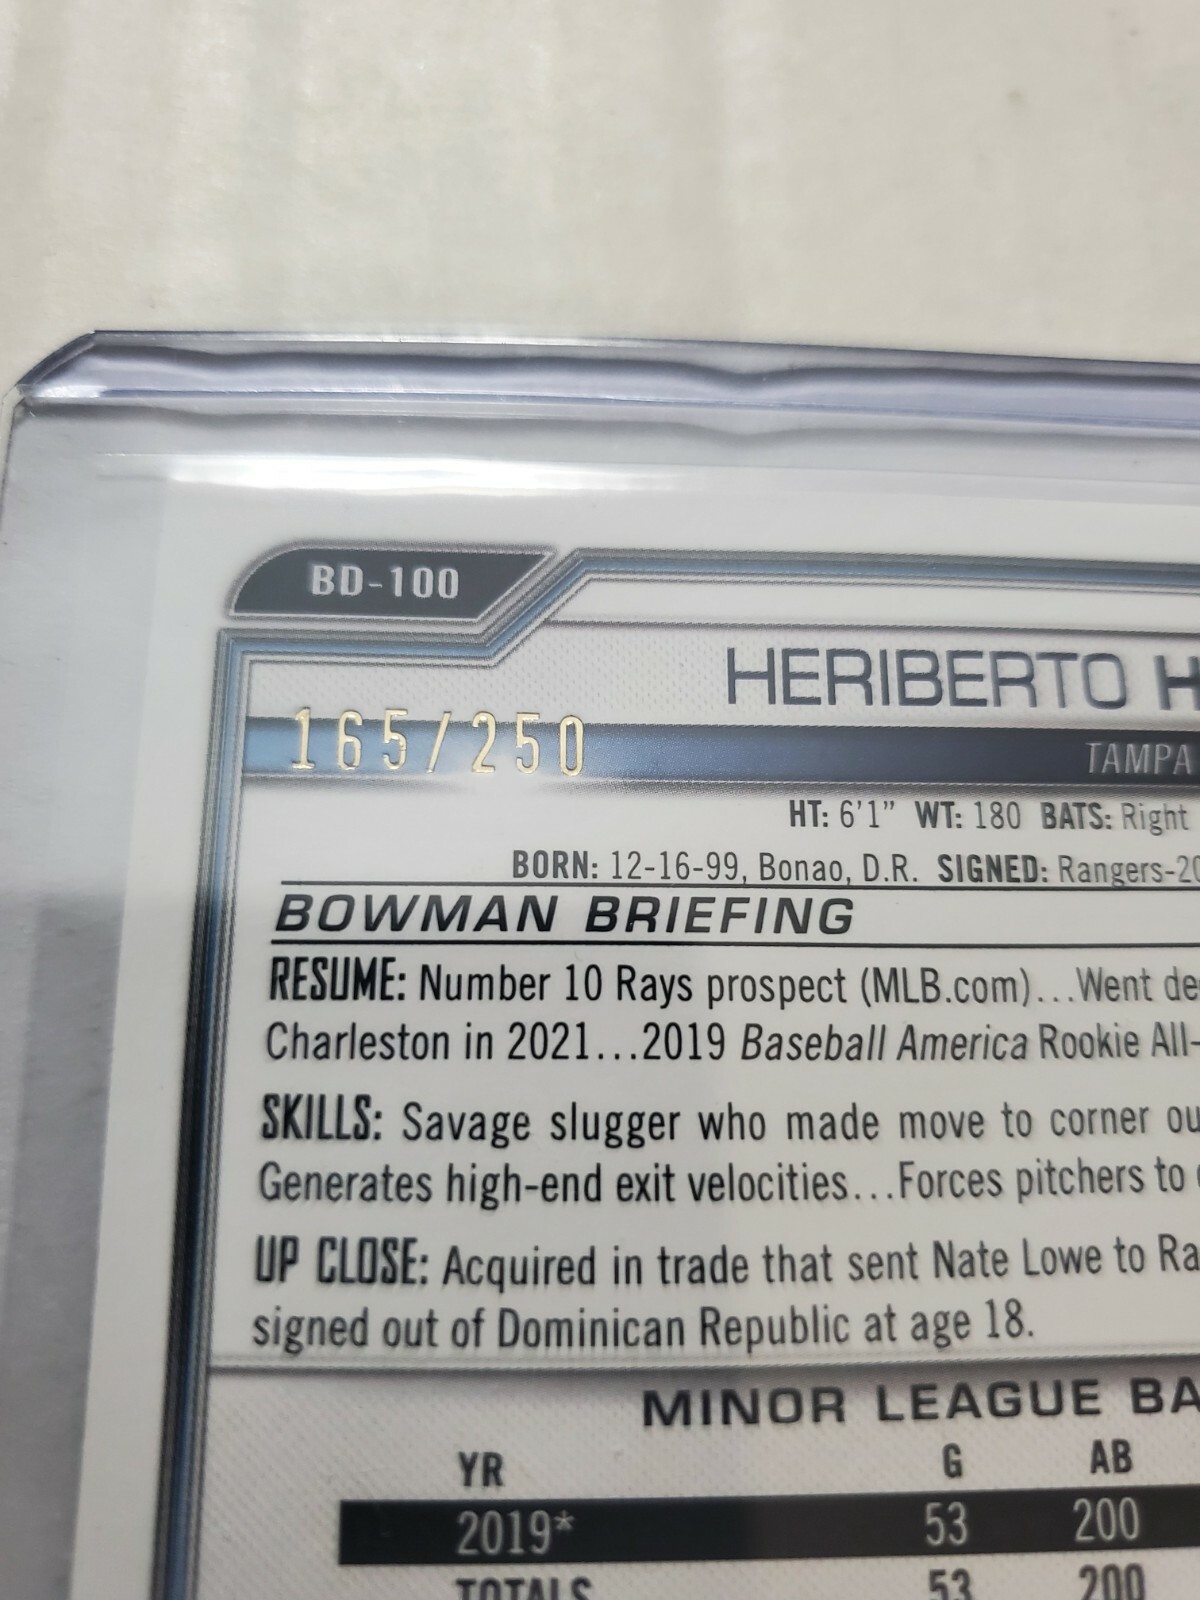 BD-100
HERIBERTO H
165/250
TAMPA
HT: 6'1" WT: 180 BATS: Right
BORN: 12-16-99, Bonao, D.R. SIGNED: Rangers-20
BOWMAN BRIEFING
RESUME: Number 10 Rays prospect (MLB.com)...Went de
Charleston in 2021...2019 Baseball America Rookie All-
SKILLS: Savage slugger who made move to corner ou
Generates high-end exit velocities...Forces pitchers to
UP CLOSE: Acquired in trade that sent Nate Lowe to Ra
signed out of Dominican Republic at age 18.
MINOR LEAGUE BA
YR G AB
2019* 53 200
TOTALS 53 200